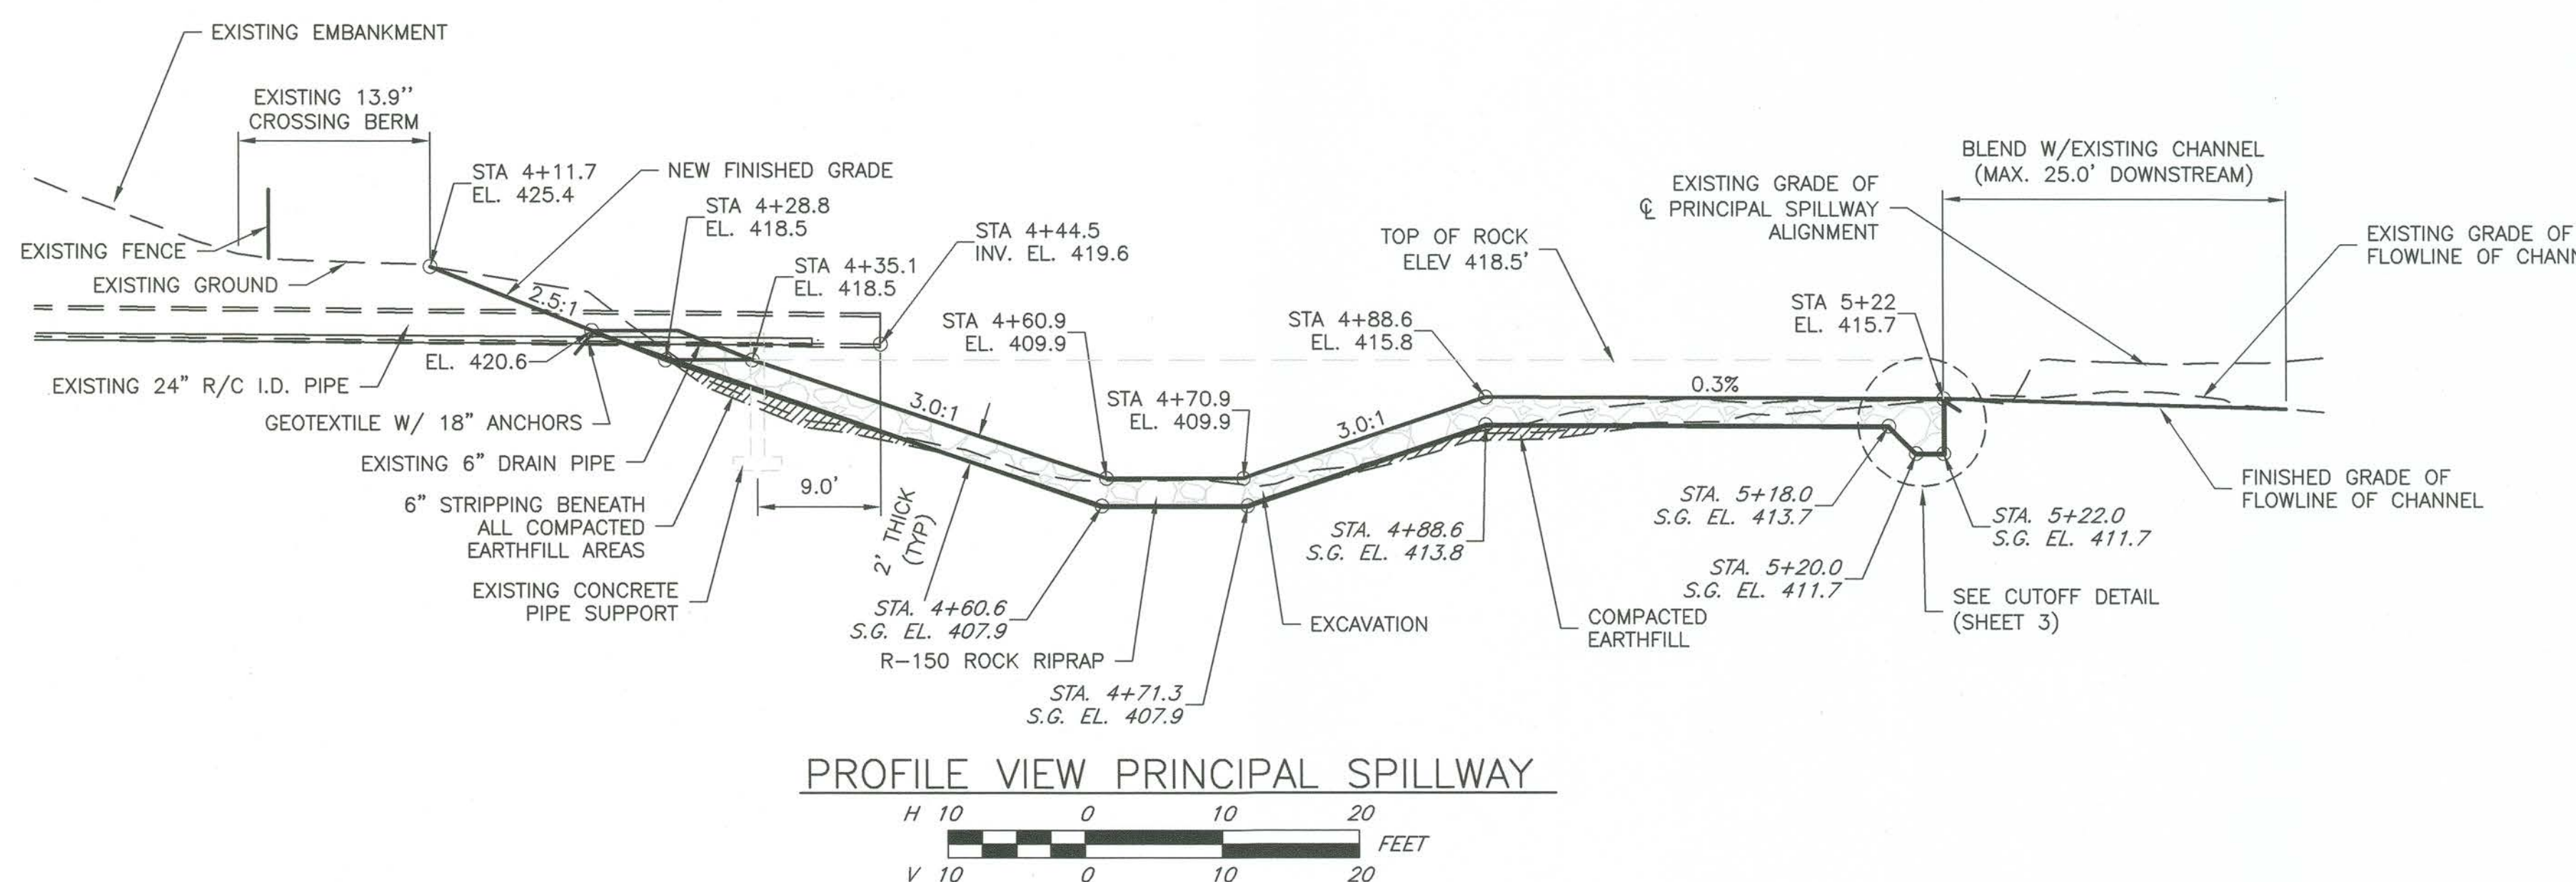 EXISTING EMBANKMENT
EXISTING 13.9"
CROSSING BERM
STA 4+11.7
EL. 425.4
NEW FINISHED GRADE
STA 4+28.8
EL. 418.5
STA 4+44.5
INV. EL. 419.6
STA 4+35.1
EL. 418.5
EXISTING FENCE
EXISTING GROUND
2.5:1
EL. 420.6
EXISTING 24" R/C I.D. PIPE
GEOTEXTILE W/ 18" ANCHORS
EXISTING 6" DRAIN PIPE
6" STRIPPING BENEATH
ALL COMPACTED
EARTHFILL AREAS
EXISTING CONCRETE
PIPE SUPPORT
9.0'
2' THICK
(TYP)
3.0:1
STA 4+60.9
EL. 409.9
STA 4+70.9
EL. 409.9
3.0:1
STA 4+88.6
EL. 415.8
TOP OF ROCK
ELEV 418.5'
EXISTING GRADE OF
℄ PRINCIPAL SPILLWAY
ALIGNMENT
BLEND W/EXISTING CHANNEL
(MAX. 25.0' DOWNSTREAM)
STA 5+22
EL. 415.7
0.3%
EXISTING GRADE OF
FLOWLINE OF CHANN
FINISHED GRADE OF
FLOWLINE OF CHANNEL
STA. 4+60.6
S.G. EL. 407.9
R-150 ROCK RIPRAP
STA. 4+71.3
S.G. EL. 407.9
EXCAVATION
STA. 4+88.6
S.G. EL. 413.8
COMPACTED
EARTHFILL
STA. 5+18.0
S.G. EL. 413.7
STA. 5+20.0
S.G. EL. 411.7
STA. 5+22.0
S.G. EL. 411.7
SEE CUTOFF DETAIL
(SHEET 3)
PROFILE VIEW PRINCIPAL SPILLWAY
H 10 0 10 20
FEET
V 10 0 10 20